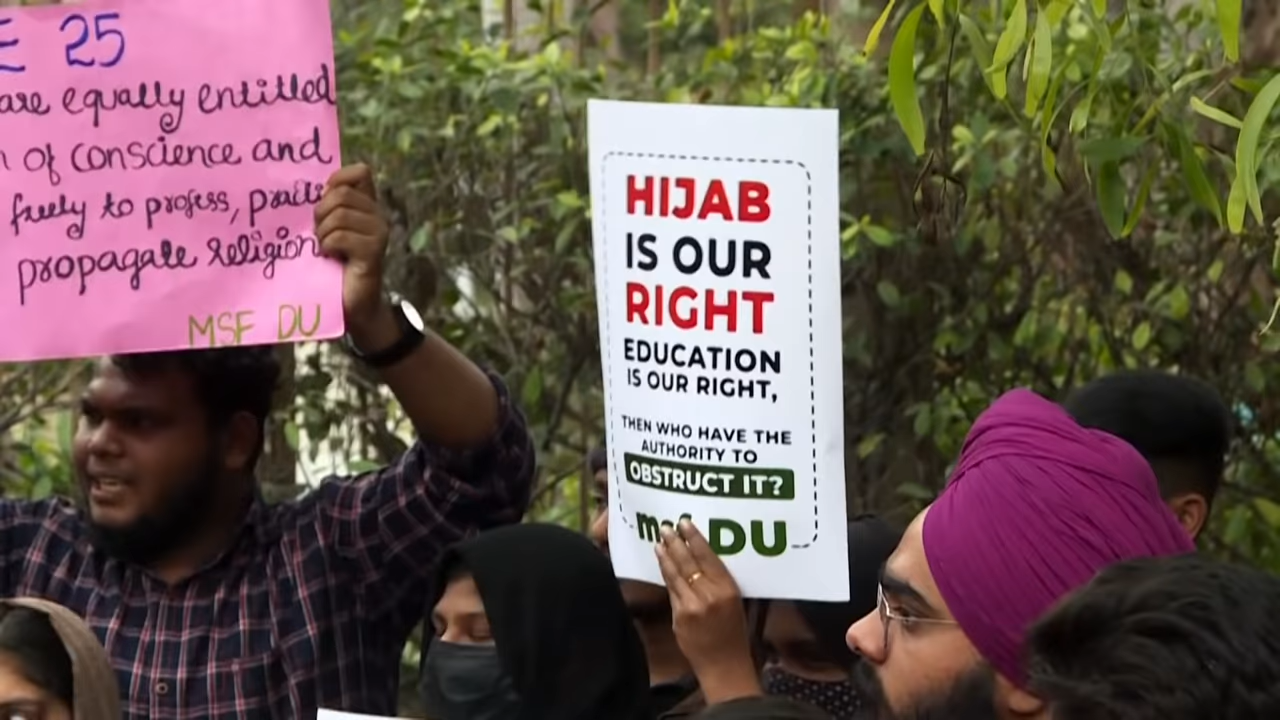 25
are equally entitled
of conscience and
freely to profess,
propagate religion
MSF DU
HIJAB
IS OUR
RIGHT
EDUCATION
IS OUR RIGHT,
THEN WHO HAVE THE
AUTHORITY TO
OBSTRUCT IT?
msf DU